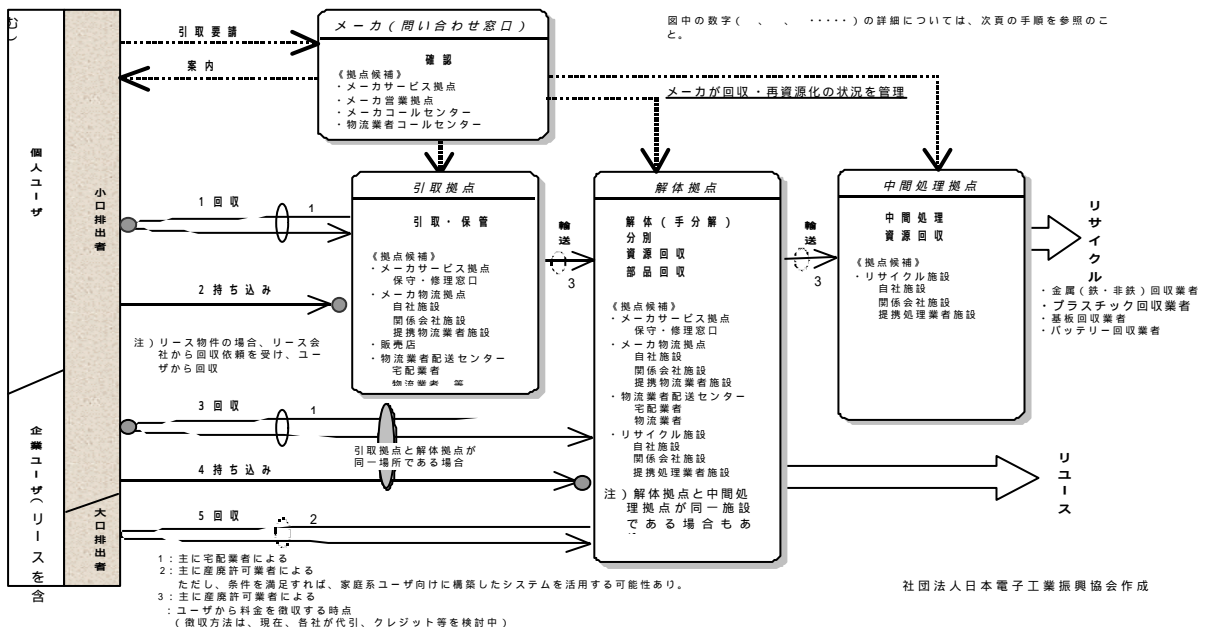 図中の数字(　、　、　・・・・・)の詳細については、次頁の手順を参照のこ
と。
メーカ(問い合わせ窓口)
確認
《拠点候補》
・メーカサービス拠点
・メーカ営業拠点
・メーカコールセンター
・物流業者コールセンター
引取要請
案内
メーカが回収・再資源化の状況を管理
個人ユーザ
企業ユーザ(リースを含
む)
小口排出者
大口排出者
1回収
1
2持ち込み
注)リース物件の場合、リース会
社から回収依頼を受け、ユー
ザから回収
3回収
1
引取拠点と解体拠点が
同一場所である場合
4持ち込み
5回収
2
引取拠点
引取・保管
《拠点候補》
・メーカサービス拠点
保守・修理窓口
・メーカ物流拠点
自社施設
関係会社施設
提携物流業者施設
・販売店
・物流業者配送センター
宅配業者
物流業者　等
輸送
3
解体拠点
解体(手分解)
分別
資源回収
部品回収
《拠点候補》
・メーカサービス拠点
保守・修理窓口
・メーカ物流拠点
自社施設
関係会社施設
提携物流業者施設
・物流業者配送センター
宅配業者
物流業者
・リサイクル施設
自社施設
関係会社施設
提携処理業者施設
注)解体拠点と中間処
理拠点が同一施設
である場合もあ
輸送
3
中間処理拠点
中間処理
資源回収
《拠点候補》
・リサイクル施設
自社施設
関係会社施設
提携処理業者施設
リサイクル
・金属(鉄・非鉄)回収業者
・プラスチック回収業者
・基板回収業者
・バッテリー回収業者
リユース
1:主に宅配業者による
2:主に産廃許可業者による
ただし、条件を満足すれば、家庭系ユーザ向けに構築したシステムを活用する可能性あり。
3:主に産廃許可業者による
:ユーザから料金を徴収する時点
(徴収方法は、現在、各社が代引、クレジット等を検討中)
社団法人日本電子工業振興協会作成